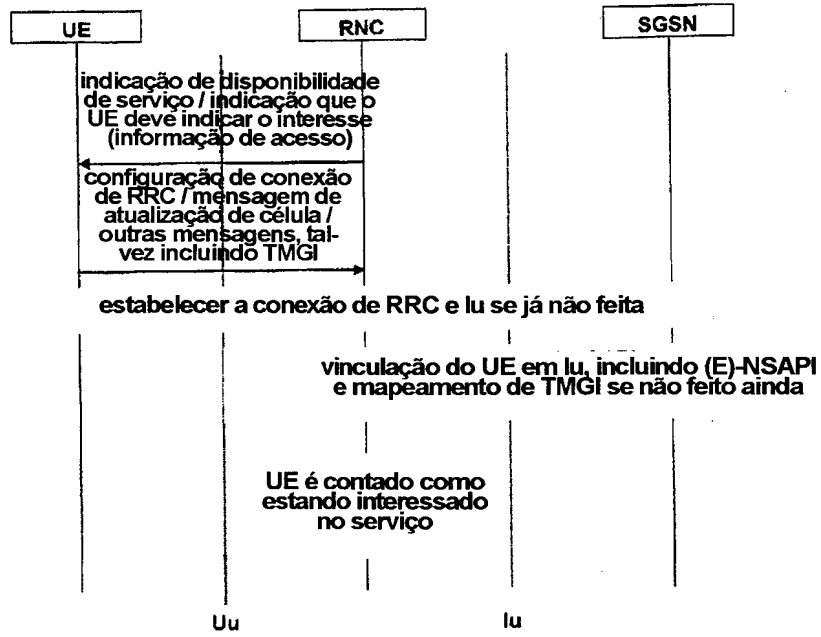 UE
RNC
SGSN
indicação de disponibilidade
de serviço / indicação que o
UE deve indicar o interesse
(informação de acesso)
configuração de conexão
de RRC / mensagem de
atualização de célula /
outras mensagens, tal-
vez incluindo TMGI
estabelecer a conexão de RRC e Iu se já não feita
vinculação do UE em Iu, incluindo (E)-NSAPI
e mapeamento de TMGI se não feito ainda
UE é contado como
estando interessado
no serviço
Uu
Iu